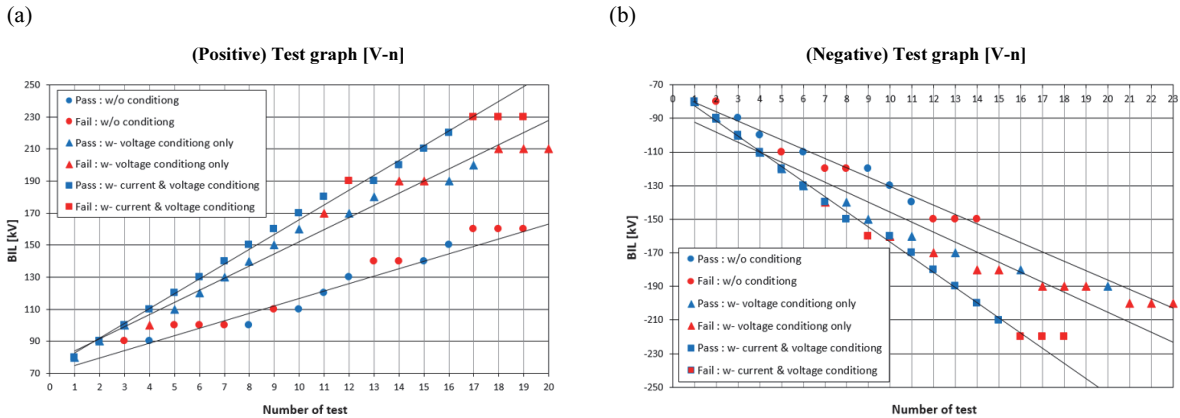 (a)
(Positive) Test graph [V-n]
250
230
210
190
170
150
130
110
90
70
BIL [kV]
Pass : w/o conditiong
Fail : w/o conditiong
Pass : w- voltage conditiong only
Fail : w- voltage conditiong only
Pass : w- current & voltage conditiong
Fail : w- current & voltage conditiong
0 1 2 3 4 5 6 7 8 9 10 11 12 13 14 15 16 17 18 19 20
Number of test
(b)
(Negative) Test graph [V-n]
-70
-90
-110
-130
-150
-170
-190
-210
-230
-250
BIL [kV]
0 1 2 3 4 5 6 7 8 9 10 11 12 13 14 15 16 17 18 19 20 21 22 23
Pass : w/o conditiong
Fail : w/o conditiong
Pass : w- voltage conditiong only
Fail : w- voltage conditiong only
Pass : w- current & voltage conditiong
Fail : w- current & voltage conditiong
Number of test